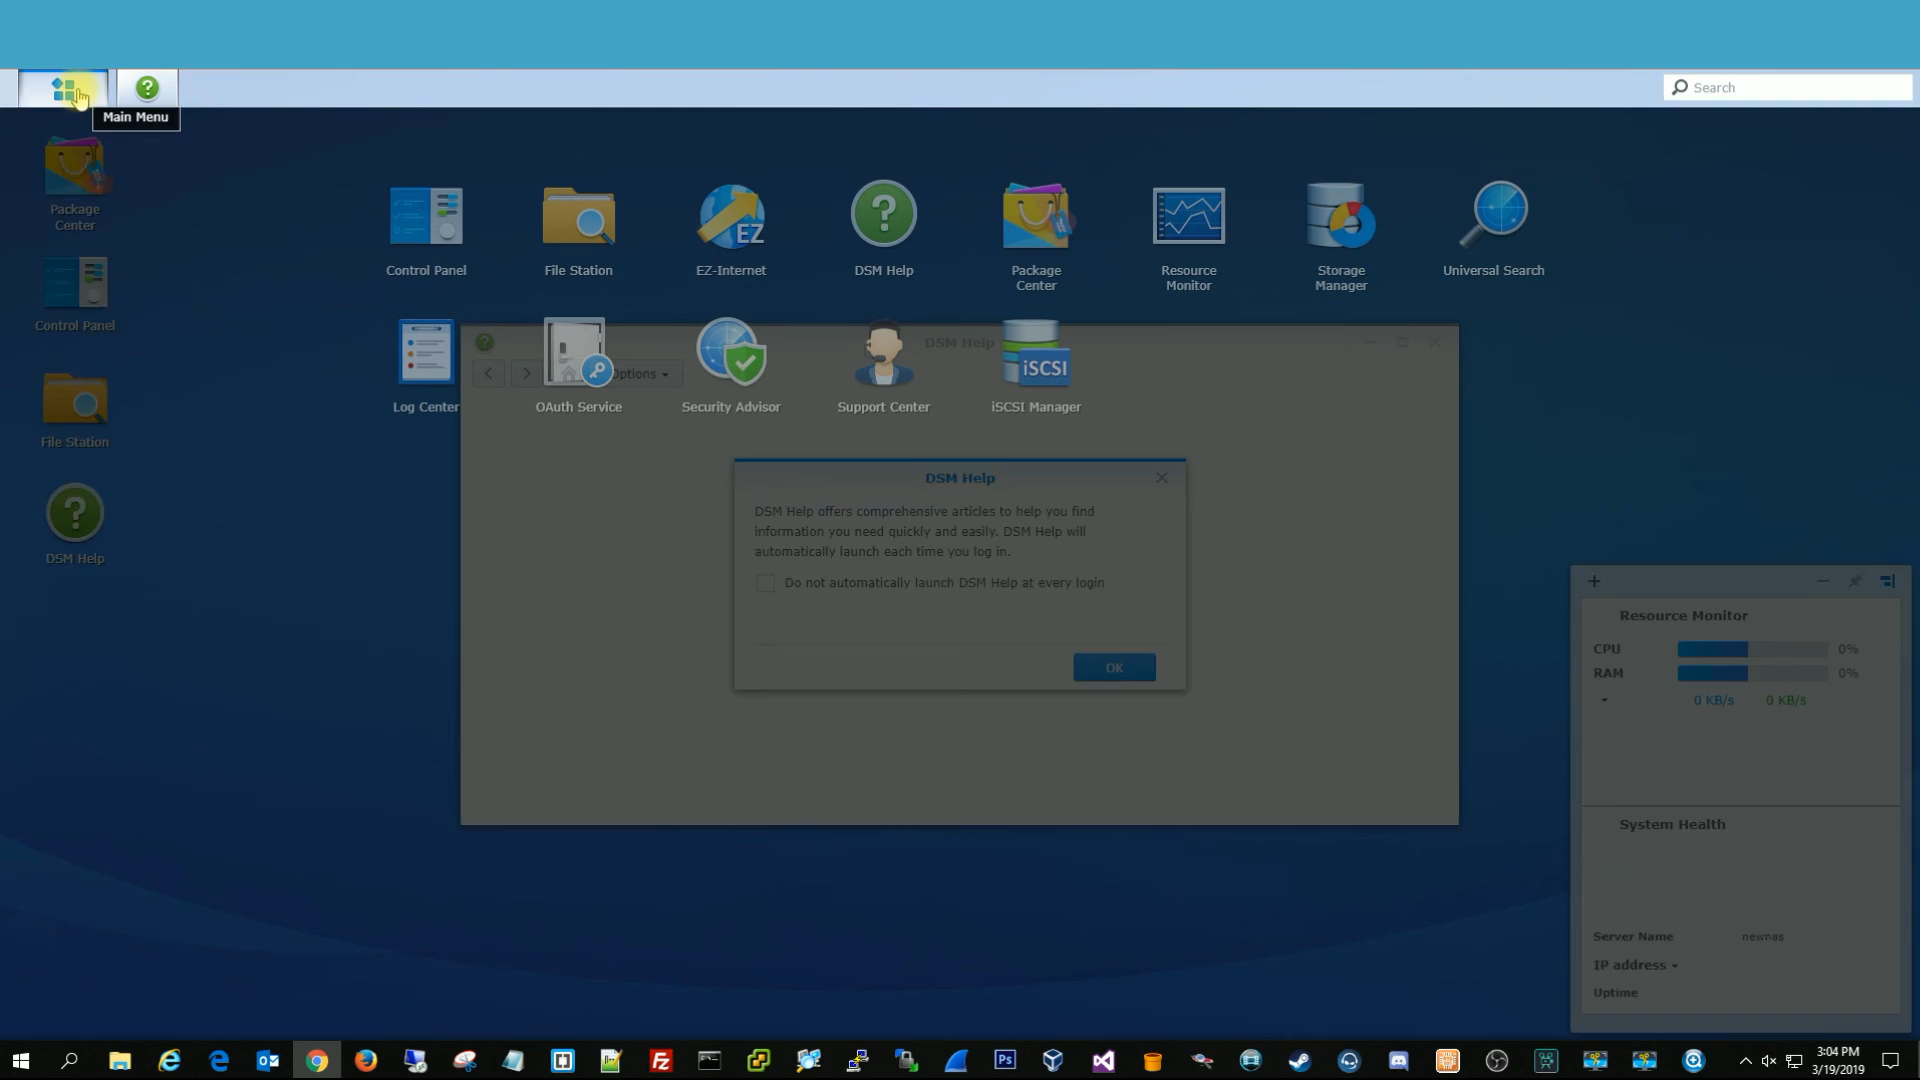 Search
Main Menu
Package
Center
Control Panel
File Station
DSM Help
Control Panel
File Station
EZ
EZ-Internet
DSM Help
Package
Center
Resource
Monitor
Storage
Manager
Universal Search
Log Center
OAuth Service
Security Advisor
Support Center
iSCSI
iSCSI Manager
DSM Help
Options
DSM Help
DSM Help offers comprehensive articles to help you find
information you need quickly and easily. DSM Help will
automatically launch each time you log in.
Do not automatically launch DSM Help at every login
OK
Resource Monitor
CPU 0%
RAM 0%
0 KB/s 0 KB/s
System Health
Server Name newnas
IP address
Uptime
Ps
Fz
3:04 PM
3/19/2019